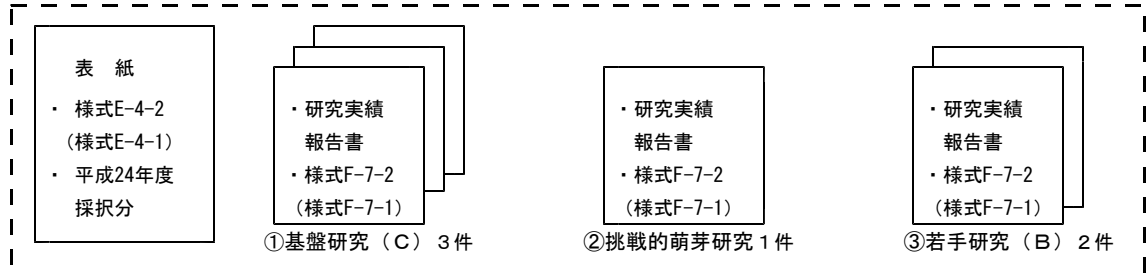 表 紙
・ 様式E-4-2
(様式E-4-1)
・ 平成24年度
採択分
・研究実績
報告書
・様式F-7-2
(様式F-7-1)
①基盤研究（Ｃ）３件
・研究実績
報告書
・様式F-7-2
(様式F-7-1)
②挑戦的萌芽研究１件
・研究実績
報告書
・様式F-7-2
(様式F-7-1)
③若手研究（Ｂ）２件